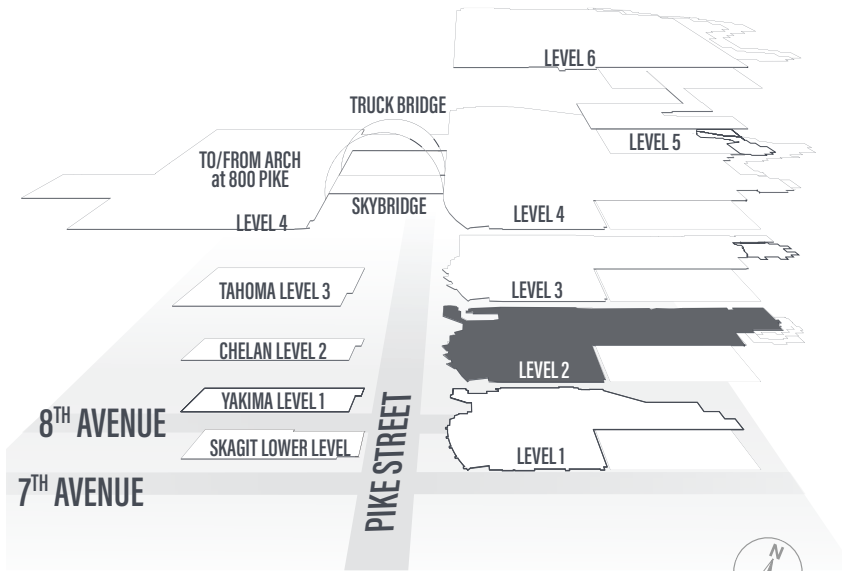 LEVEL 6
TRUCK BRIDGE
LEVEL 5
TO/FROM ARCH
at 800 PIKE
SKYBRIDGE
LEVEL 4
LEVEL 4
TAHOMA LEVEL 3
LEVEL 3
CHELAN LEVEL 2
LEVEL 2
YAKIMA LEVEL 1
8TH AVENUE
SKAGIT LOWER LEVEL
LEVEL 1
PIKE STREET
7TH AVENUE
N